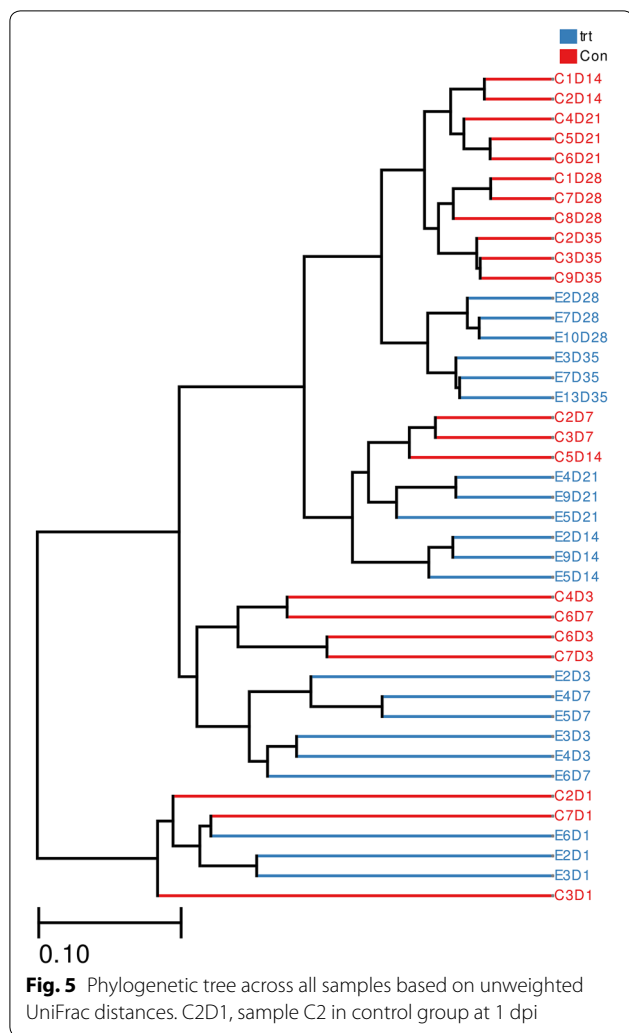 trt
Con
C1D14
C2D14
C4D21
C5D21
C6D21
C1D28
C7D28
C8D28
C2D35
C3D35
C9D35
E2D28
E7D28
E10D28
E3D35
E7D35
E13D35
C2D7
C3D7
C5D14
E4D21
E9D21
E5D21
E2D14
E9D14
E5D14
C4D3
C6D7
C6D3
C7D3
E2D3
E4D7
E5D7
E3D3
E4D3
E6D7
C2D1
C7D1
E6D1
E2D1
E3D1
C3D1
0.10
Fig. 5 Phylogenetic tree across all samples based on unweighted
UniFrac distances. C2D1, sample C2 in control group at 1 dpi